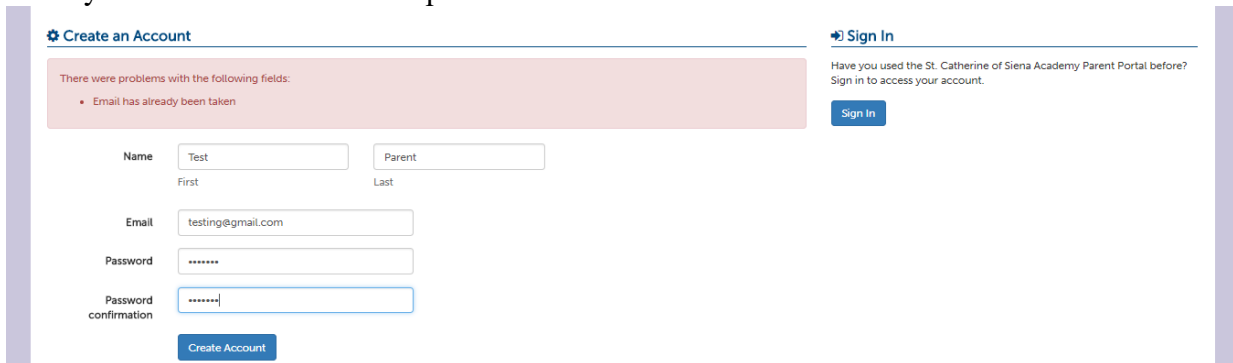 Create an Account
There were problems with the following fields:
Email has already been taken
Name
Test
Parent
First
Last
Email
testing@gmail.com
Password
•••••••
Password
confirmation
•••••••
Create Account
Sign In
Have you used the St. Catherine of Siena Academy Parent Portal before?
Sign in to access your account.
Sign In